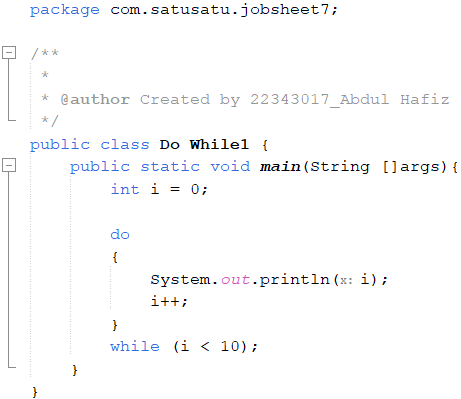 package com.satusatu.jobsheet7;
/**
 *
 * @author Created by 22343017_Abdul Hafiz
 */
public class Do While1 {
    public static void main(String []args){
        int i = 0;

        do
        {
            System.out.println(x: i);
            i++;
        }
        while (i < 10);
    }
}